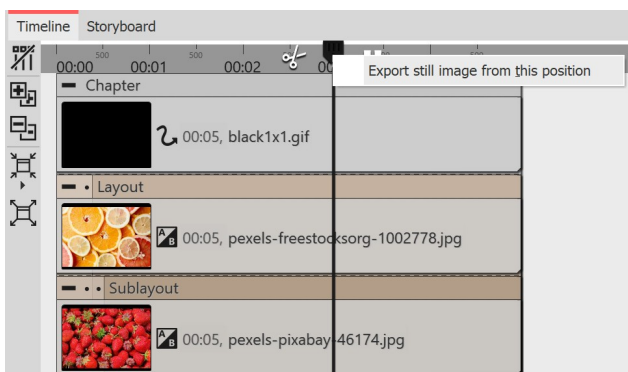 Timeline Storyboard
500 500
00:00 00:01 00:02
Export still image from this position
Chapter
00:05, black1x1.gif
Layout
A
B
00:05, pexels-freestocksorg-1002778.jpg
Sublayout
A
B
00:05, pexels-pixabay-46174.jpg